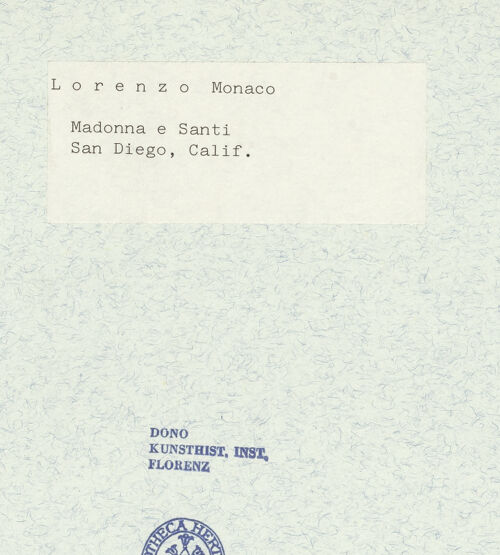 L o r e n z o Monaco
Madonna e Santi
San Diego, Calif.
DONO
KUNSTHIST. INST.
FLORENZ